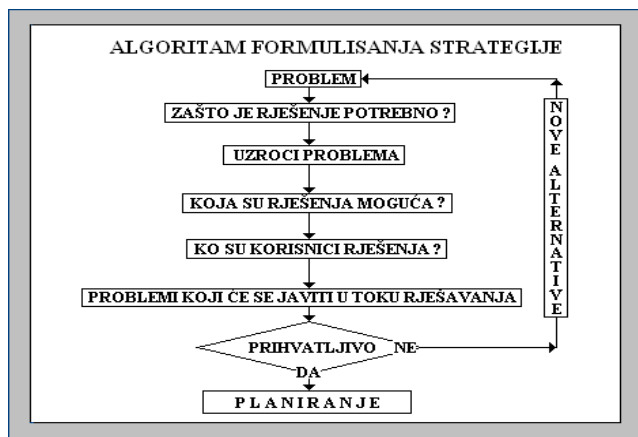 ALGORITAM FORMULISANJA STRATEGIJE
PROBLEM
ZAŠTO JE RJEŠENJE POTREBNO ?
UZROCI PROBLEMA
KOJA SU RJEŠENJA MOGUĆA ?
KO SU KORISNICI RJEŠENJA ?
PROBLEMI KOJI ĆE SE JAVITI U TOKU RJEŠAVANJA
PRIHVATLJIVO NE
DA
P L A N I R A N J E
NOVE ALTERNATIVE